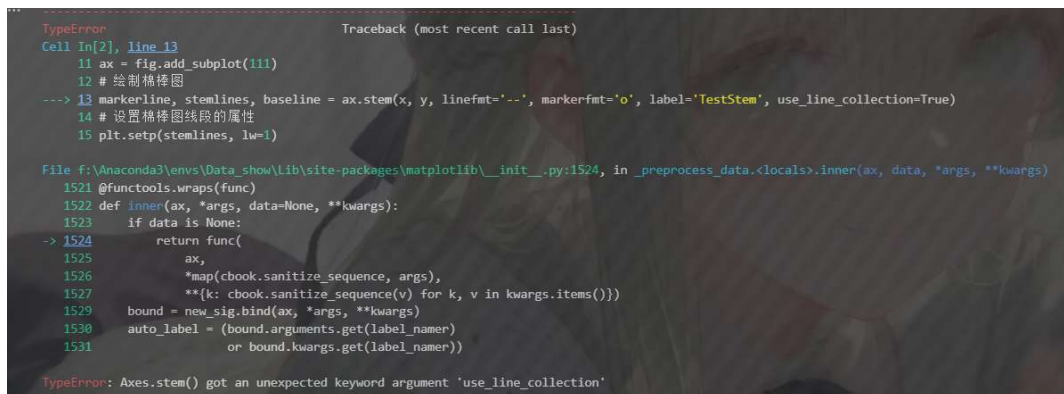 ---------------------------------------------------------------------------
TypeError                                 Traceback (most recent call last)
Cell In[2], line 13
     11 ax = fig.add_subplot(111)
     12 # 绘制棉棒图
---> 13 markerline, stemlines, baseline = ax.stem(x, y, linefmt='--', markerfmt='o', label='TestStem', use_line_collection=True)
     14 # 设置棉棒图线段的属性
     15 plt.setp(stemlines, lw=1)
File f:\Anaconda3\envs\Data_show\Lib\site-packages\matplotlib\__init__.py:1524, in _preprocess_data.<locals>.inner(ax, data, *args, **kwargs)
   1521 @functools.wraps(func)
   1522 def inner(ax, *args, data=None, **kwargs):
   1523     if data is None:
-> 1524         return func(
   1525             ax,
   1526             *map(cbook.sanitize_sequence, args),
   1527             **{k: cbook.sanitize_sequence(v) for k, v in kwargs.items()})
   1529     bound = new_sig.bind(ax, *args, **kwargs)
   1530     auto_label = (bound.arguments.get(label_namer)
   1531                   or bound.kwargs.get(label_namer))
TypeError: Axes.stem() got an unexpected keyword argument 'use_line_collection'